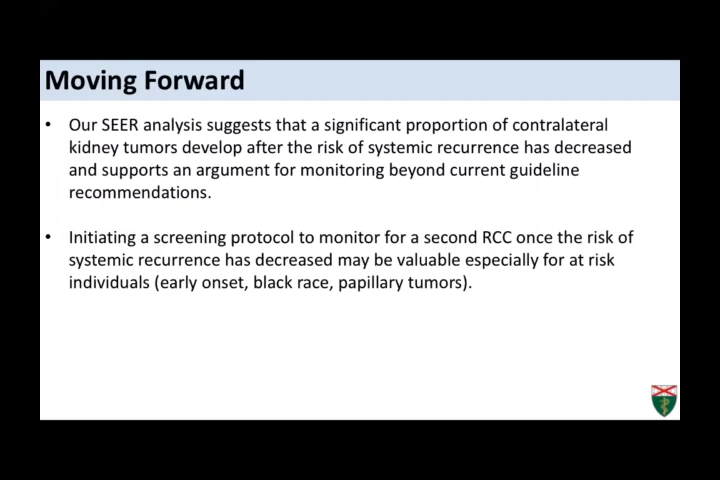 Moving Forward
• Our SEER analysis suggests that a significant proportion of contralateral
kidney tumors develop after the risk of systemic recurrence has decreased
and supports an argument for monitoring beyond current guideline
recommendations.
• Initiating a screening protocol to monitor for a second RCC once the risk of
systemic recurrence has decreased may be valuable especially for at risk
individuals (early onset, black race, papillary tumors).